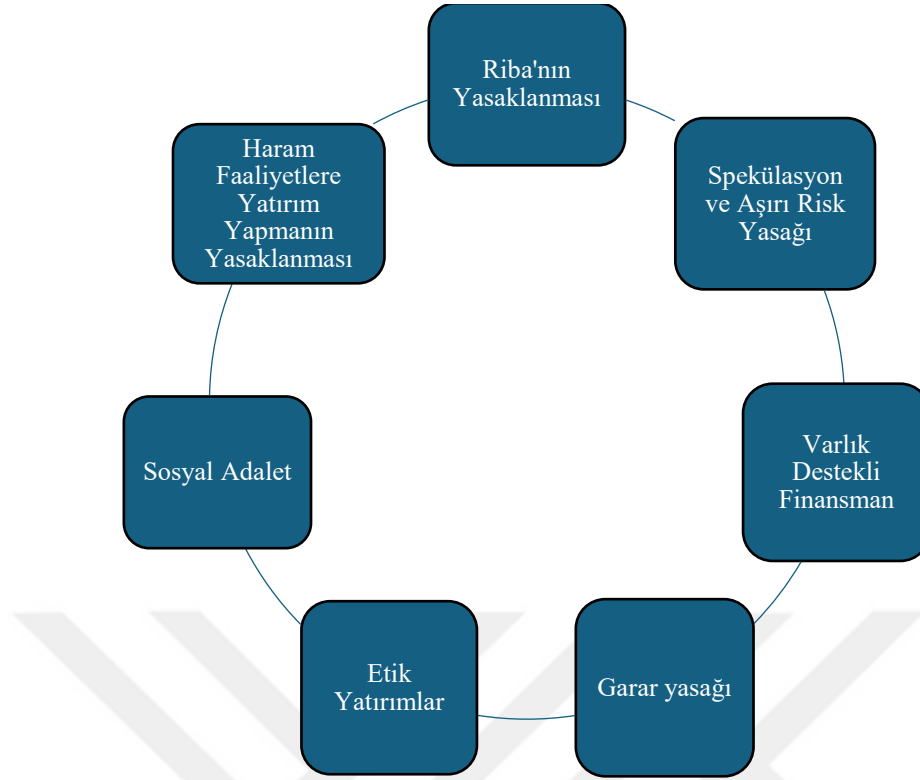 Riba'nın
Yasaklanması
Spekülasyon
ve Aşırı Risk
Yasağı
Varlık
Destekli
Finansman
Garar yasağı
Etik
Yatırımlar
Sosyal Adalet
Haram
Faaliyetlere
Yatırım
Yapmanın
Yasaklanması